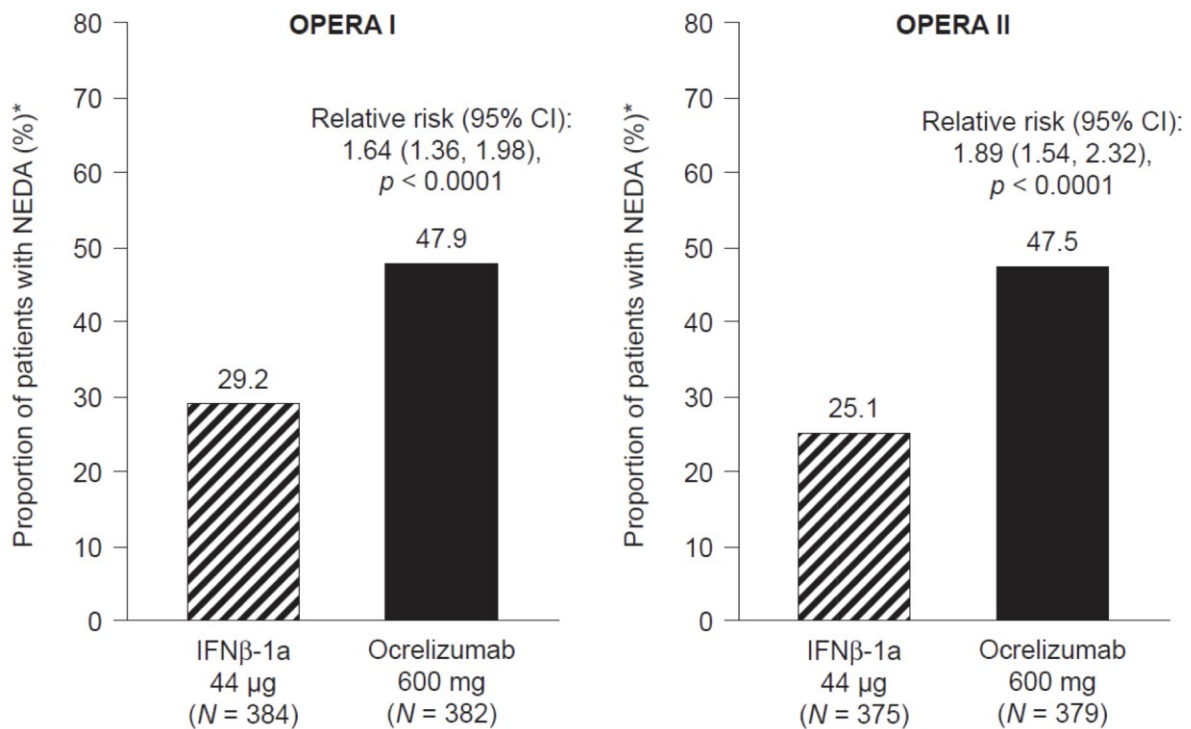 OPERA I
Proportion of patients with NEDA (%)*
80
70
60
50
40
30
20
10
0
Relative risk (95% CI):
1.64 (1.36, 1.98),
p < 0.0001
29.2
47.9
IFNβ-1a
44 µg
(N = 384)
Ocrelizumab
600 mg
(N = 382)
OPERA II
Proportion of patients with NEDA (%)*
80
70
60
50
40
30
20
10
0
Relative risk (95% CI):
1.89 (1.54, 2.32),
p < 0.0001
25.1
47.5
IFNβ-1a
44 µg
(N = 375)
Ocrelizumab
600 mg
(N = 379)